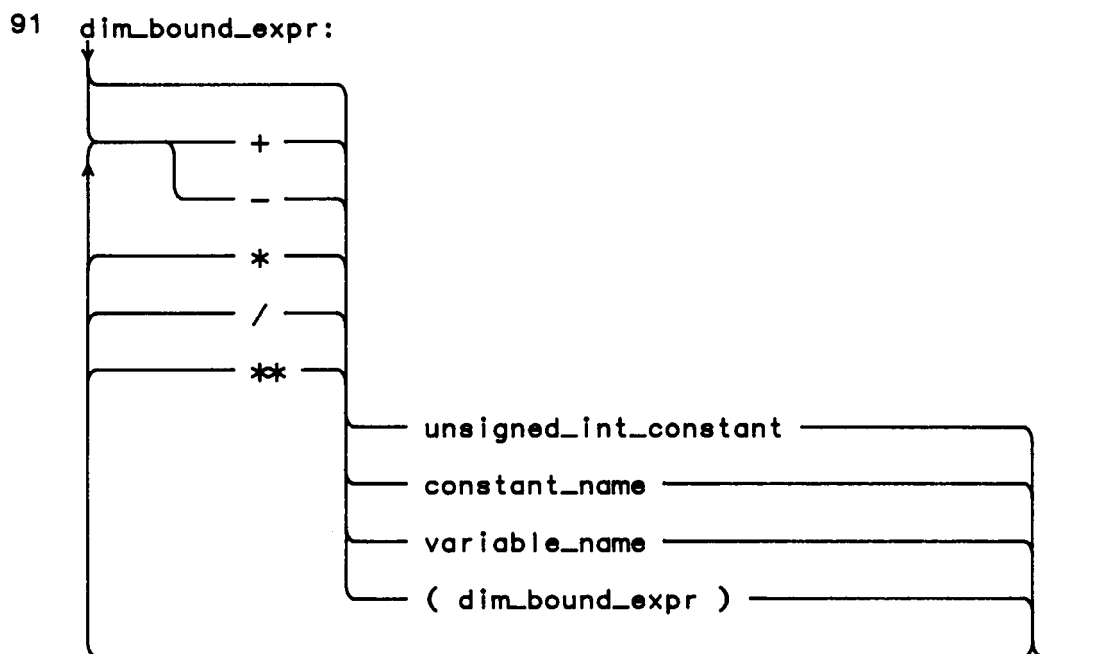 91 dim_bound_expr:
+
-
*
/
**
unsigned_int_constant
constant_name
variable_name
( dim_bound_expr )